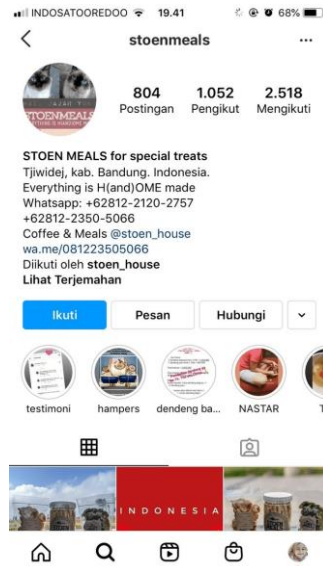 INDOSATOOREDOO 19.41 68%
stoenmeals
STOENMEALS
804 1.052 2.518
Postingan Pengikut Mengikuti
STOEN MEALS for special treats
Tjiwidej, kab. Bandung. Indonesia.
Everything is H(and)OME made
Whatsapp: +62812-2120-2757
+62812-2350-5066
Coffee & Meals @stoen_house
wa.me/081223505066
Diikuti oleh stoen_house
Lihat Terjemahan
Ikuti Pesan Hubungi
testimoni hampers dendeng ba... NASTAR T
INDONESIA